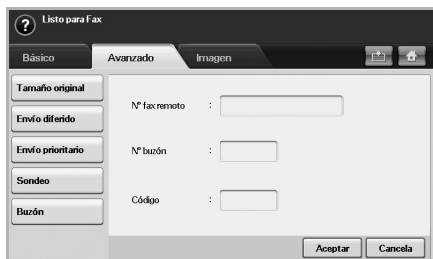 ? Listo para Fax
Básico Avanzado Imagen
Tamaño original
Envío diferido
Envío prioritario
Sondeo
Buzón
Nº fax remoto :
Nº buzón :
Código :
Aceptar Cancela